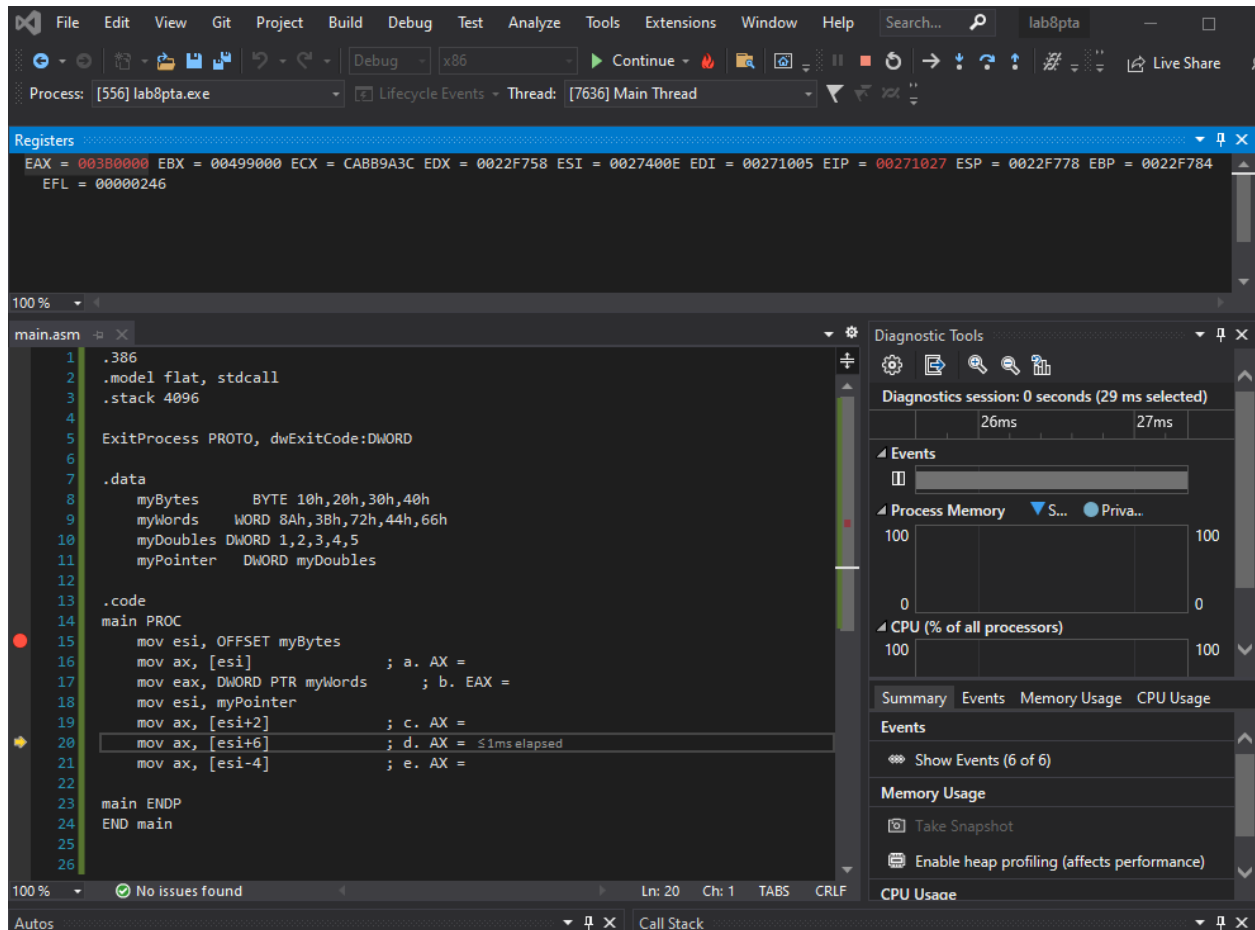 File Edit View Git Project Build Debug Test Analyze Tools Extensions Window Help Search... lab8pta
Debug x86 Continue Live Share
Process: [556] lab8pta.exe Lifecycle Events Thread: [7636] Main Thread
Registers
EAX = 003B0000 EBX = 00499000 ECX = CABB9A3C EDX = 0022F758 ESI = 0027400E EDI = 00271005 EIP = 00271027 ESP = 0022F778 EBP = 0022F784
EFL = 00000246
100 %
main.asm
1 .386
2 .model flat, stdcall
3 .stack 4096
4
5 ExitProcess PROTO, dwExitCode:DWORD
6
7 .data
8 myBytes BYTE 10h,20h,30h,40h
9 myWords WORD 8Ah,3Bh,72h,44h,66h
10 myDoubles DWORD 1,2,3,4,5
11 myPointer DWORD myDoubles
12
13 .code
14 main PROC
15 mov esi, OFFSET myBytes
16 mov ax, [esi] ; a. AX =
17 mov eax, DWORD PTR myWords ; b. EAX =
18 mov esi, myPointer
19 mov ax, [esi+2] ; c. AX =
20 mov ax, [esi+6] ; d. AX = ≤1ms elapsed
21 mov ax, [esi-4] ; e. AX =
22
23 main ENDP
24 END main
25
26
100 % No issues found Ln: 20 Ch: 1 TABS CRLF
Diagnostic Tools
Diagnostics session: 0 seconds (29 ms selected)
26ms 27ms
Events
Process Memory S... Priva...
100 100
0 0
CPU (% of all processors)
100 100
Summary Events Memory Usage CPU Usage
Events
Show Events (6 of 6)
Memory Usage
Take Snapshot
Enable heap profiling (affects performance)
CPU Usage
Autos Call Stack